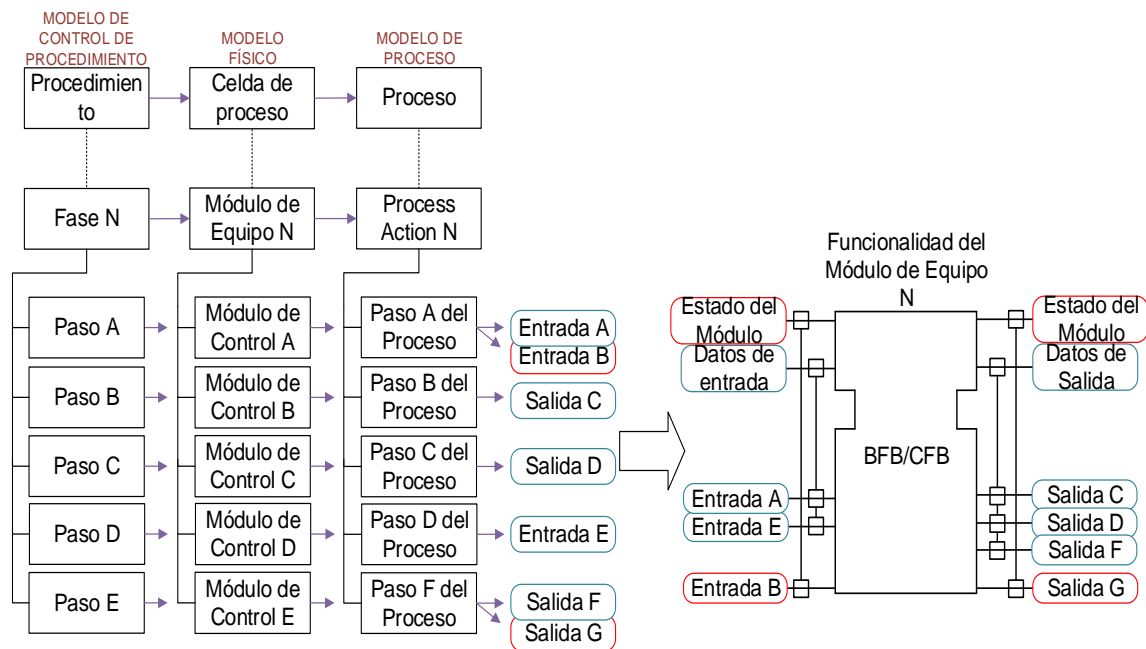 MODELO DE
CONTROL DE
PROCEDIMIENTO
MODELO
FÍSICO
MODELO DE
PROCESO
Procedimien
to
Celda de
proceso
Proceso
Fase N
Módulo de
Equipo N
Process
Action N
Paso A
Módulo de
Control A
Paso A del
Proceso
Entrada A
Entrada B
Paso B
Módulo de
Control B
Paso B del
Proceso
Salida C
Paso C
Módulo de
Control C
Paso C del
Proceso
Salida D
Paso D
Módulo de
Control D
Paso D del
Proceso
Entrada E
Paso E
Módulo de
Control E
Paso F del
Proceso
Salida F
Salida G
Funcionalidad del
Módulo de Equipo
N
Estado del
Módulo
Datos de
entrada
Entrada A
Entrada E
Entrada B
BFB/CFB
Estado del
Módulo
Datos de
Salida
Salida C
Salida D
Salida F
Salida G